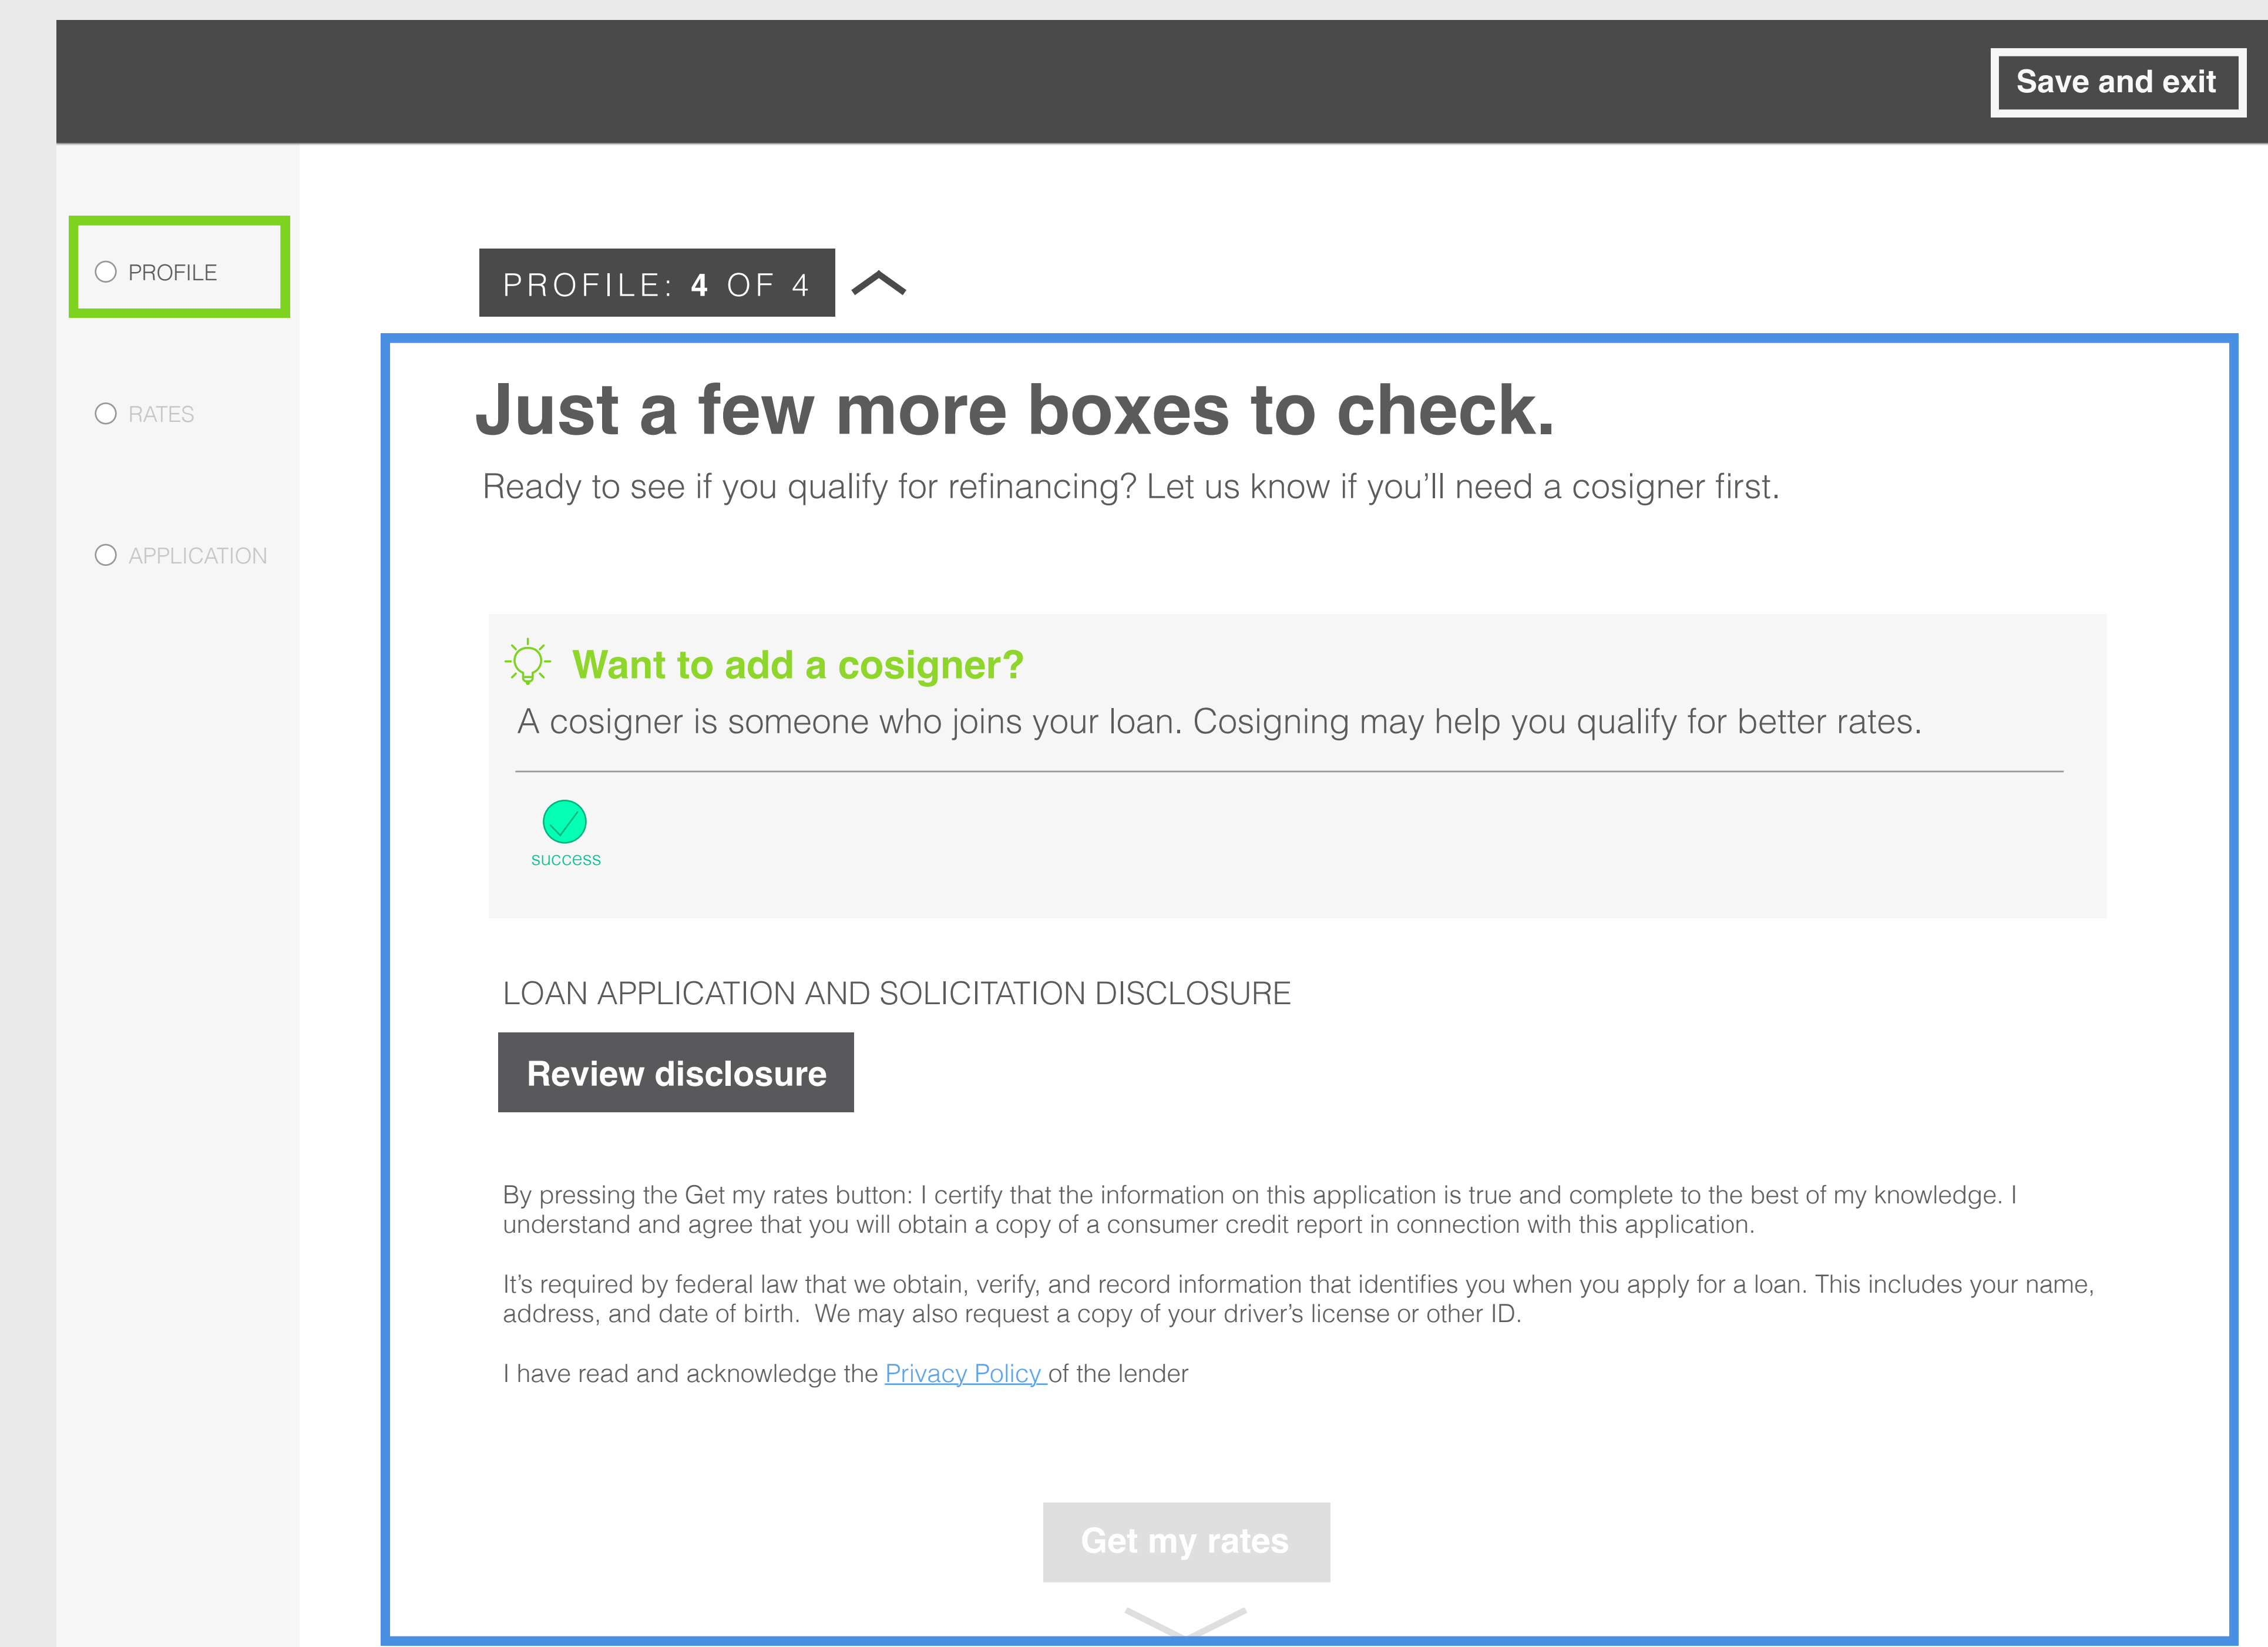 Save and exit
PROFILE
RATES
APPLICATION
PROFILE: 4 OF 4
Just a few more boxes to check.
Ready to see if you qualify for refinancing? Let us know if you’ll need a cosigner first.
Want to add a cosigner?
A cosigner is someone who joins your loan. Cosigning may help you qualify for better rates.
success
LOAN APPLICATION AND SOLICITATION DISCLOSURE
Review disclosure
By pressing the Get my rates button: I certify that the information on this application is true and complete to the best of my knowledge. I
understand and agree that you will obtain a copy of a consumer credit report in connection with this application.
It’s required by federal law that we obtain, verify, and record information that identifies you when you apply for a loan. This includes your name,
address, and date of birth.  We may also request a copy of your driver’s license or other ID.
I have read and acknowledge the Privacy Policy of the lender
Get my rates